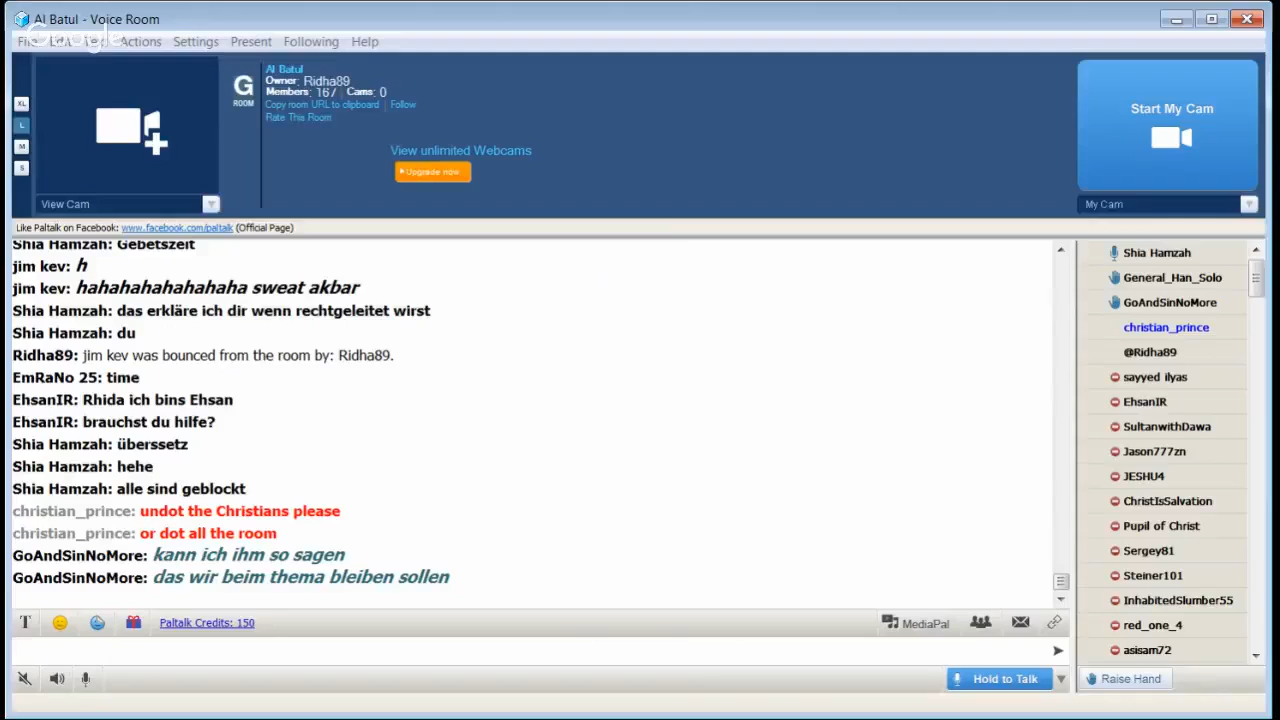 Al Batul - Voice Room
Google
Actions Settings Present Following Help
G
ROOM
Al Batul
Owner: Ridha89
Members: 167 Cams: 0
Copy room URL to clipboard | Follow
Rate This Room
View unlimited Webcams
Upgrade now
Start My Cam
XL
L
M
S
View Cam
My Cam
Like Paltalk on Facebook: www.facebook.com/paltalk (Official Page)
Shia Hamzah: Gebetszeit
jim kev: h
jim kev: hahahahahahahaha sweat akbar
Shia Hamzah: das erkläre ich dir wenn rechtgeleitet wirst
Shia Hamzah: du
Ridha89: jim kev was bounced from the room by: Ridha89.
EmRaNo 25: time
EhsanIR: Rhida ich bins Ehsan
EhsanIR: brauchst du hilfe?
Shia Hamzah: überssetz
Shia Hamzah: hehe
Shia Hamzah: alle sind geblockt
christian_prince: undot the Christians please
christian_prince: or dot all the room
GoAndSinNoMore: kann ich ihm so sagen
GoAndSinNoMore: das wir beim thema bleiben sollen
Shia Hamzah
General_Han_Solo
GoAndSinNoMore
christian_prince
@Ridha89
sayyed ilyas
EhsanIR
SultanwithDawa
Jason777zn
JESHU4
ChristIsSalvation
Pupil of Christ
Sergey81
Steiner101
InhabitedSlumber55
red_one_4
asisam72
T
Paltalk Credits: 150
MediaPal
Hold to Talk
Raise Hand